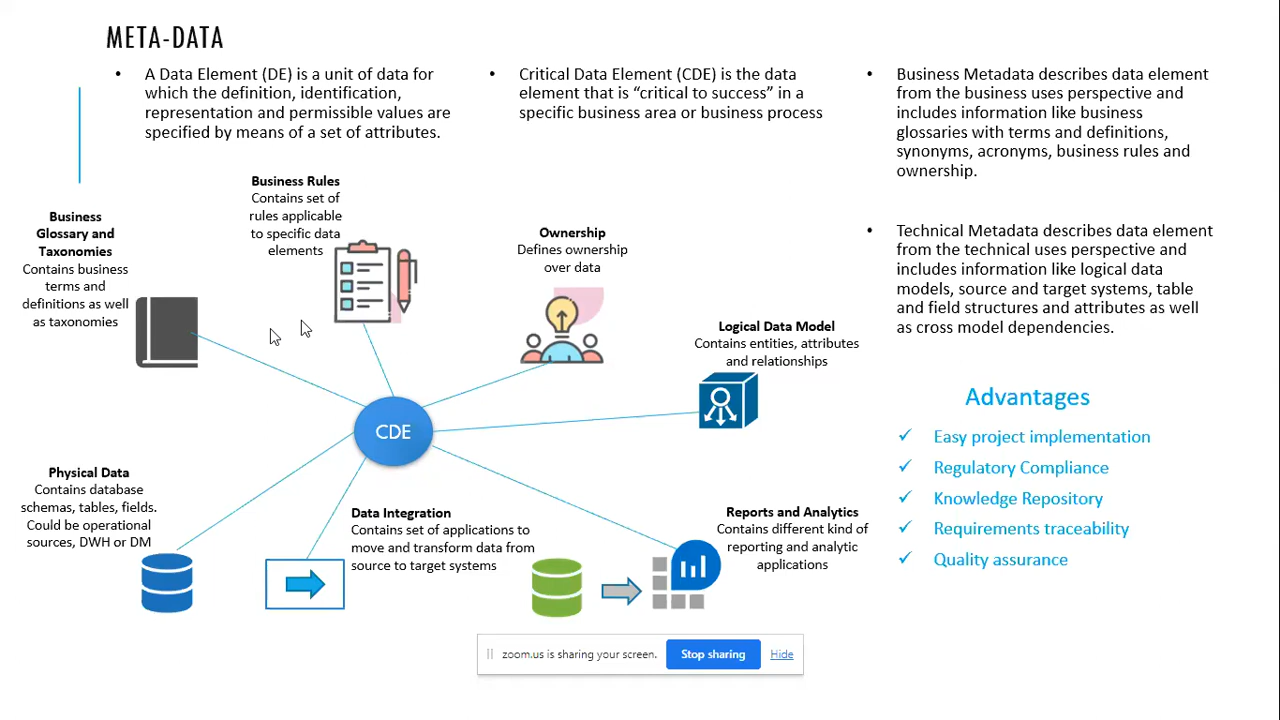 META-DATA
• A Data Element (DE) is a unit of data for
which the definition, identification,
representation and permissible values are
specified by means of a set of attributes.
• Critical Data Element (CDE) is the data
element that is “critical to success” in a
specific business area or business process
• Business Metadata describes data element
from the business uses perspective and
includes information like business
glossaries with terms and definitions,
synonyms, acronyms, business rules and
ownership.
• Technical Metadata describes data element
from the technical uses perspective and
includes information like logical data
models, source and target systems, table
and field structures and attributes as well
as cross model dependencies.
Business
Glossary and
Taxonomies
Contains business
terms and
definitions as well
as taxonomies
Business Rules
Contains set of
rules applicable
to specific data
elements
Ownership
Defines ownership
over data
Logical Data Model
Contains entities, attributes
and relationships
CDE
Physical Data
Contains database
schemas, tables, fields.
Could be operational
sources, DWH or DM
Data Integration
Contains set of applications to
move and transform data from
source to target systems
Reports and Analytics
Contains different kind of
reporting and analytic
applications
Advantages
✓ Easy project implementation
✓ Regulatory Compliance
✓ Knowledge Repository
✓ Requirements traceability
✓ Quality assurance
zoom.us is sharing your screen. Stop sharing Hide